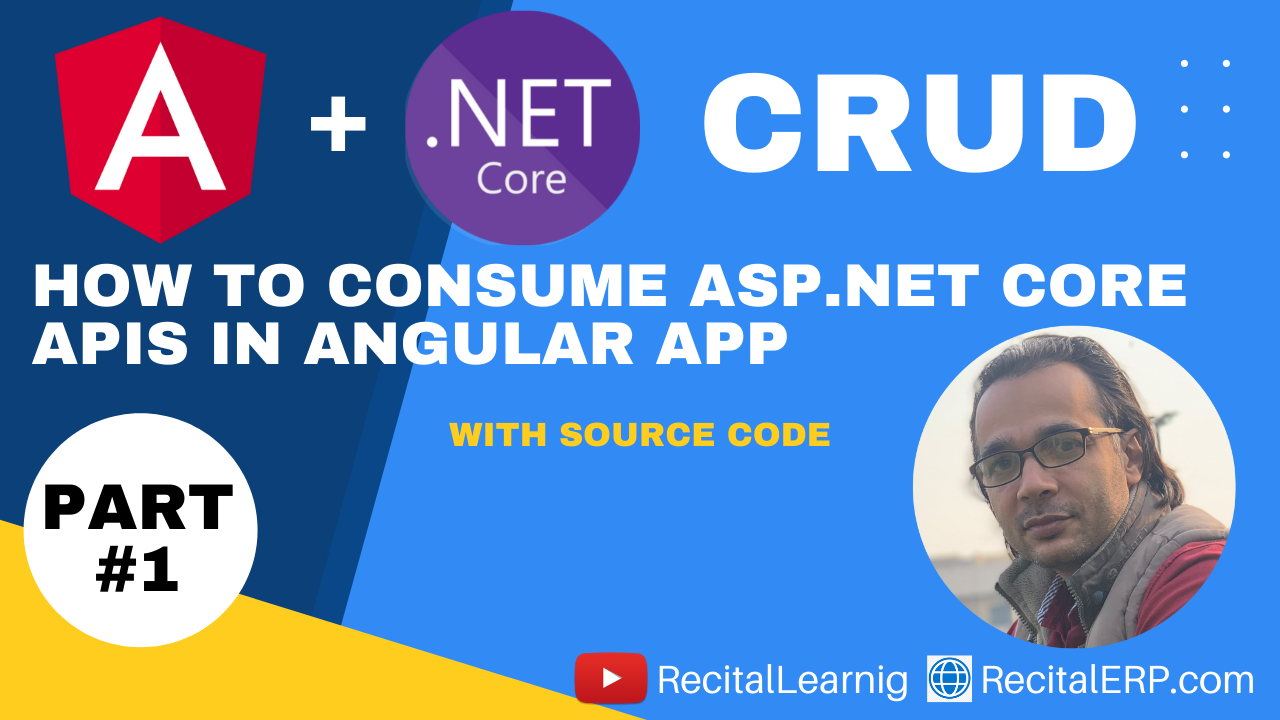 A + .NET CRUD
Core
HOW TO CONSUME ASP.NET CORE
APIS IN ANGULAR APP
WITH SOURCE CODE
PART
#1
RecitalLearnig RecitalERP.com